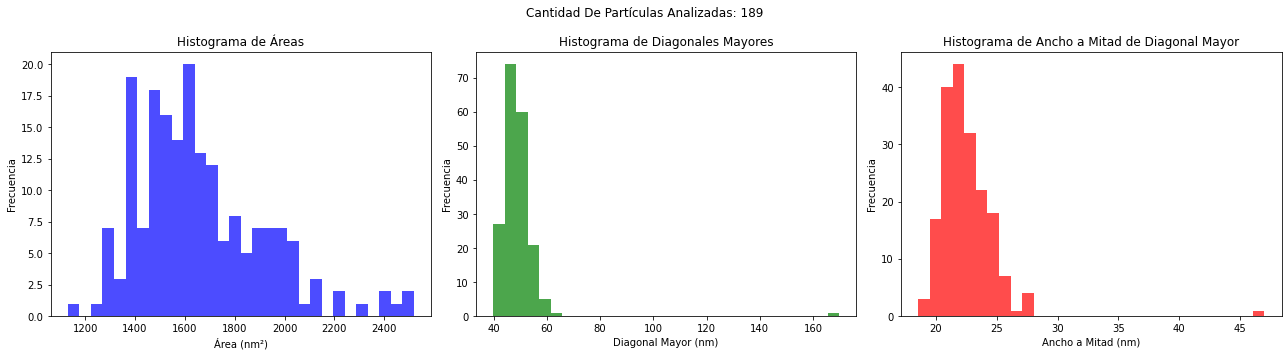 Cantidad De Partículas Analizadas: 189
Histograma de Áreas
Frecuencia
20.0
17.5
15.0
12.5
10.0
7.5
5.0
2.5
0.0
1200 1400 1600 1800 2000 2200 2400
Área (nm²)
Histograma de Diagonales Mayores
Frecuencia
70
60
50
40
30
20
10
0
40 60 80 100 120 140 160
Diagonal Mayor (nm)
Histograma de Ancho a Mitad de Diagonal Mayor
Frecuencia
40
30
20
10
0
20 25 30 35 40 45
Ancho a Mitad (nm)